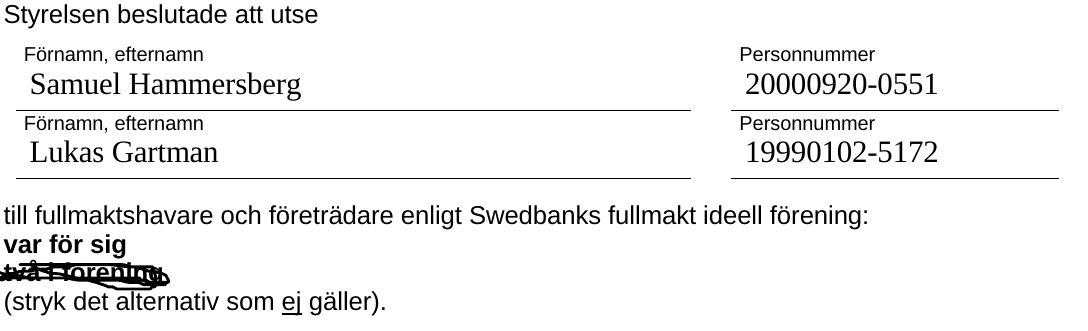 Styrelsen beslutade att utse
Förnamn, efternamn Personnummer
Samuel Hammersberg 20000920-0551
Förnamn, efternamn Personnummer
Lukas Gartman 19990102-5172
till fullmaktshavare och företrädare enligt Swedbanks fullmakt ideell förening:
var för sig
två i förening
(stryk det alternativ som ej gäller).